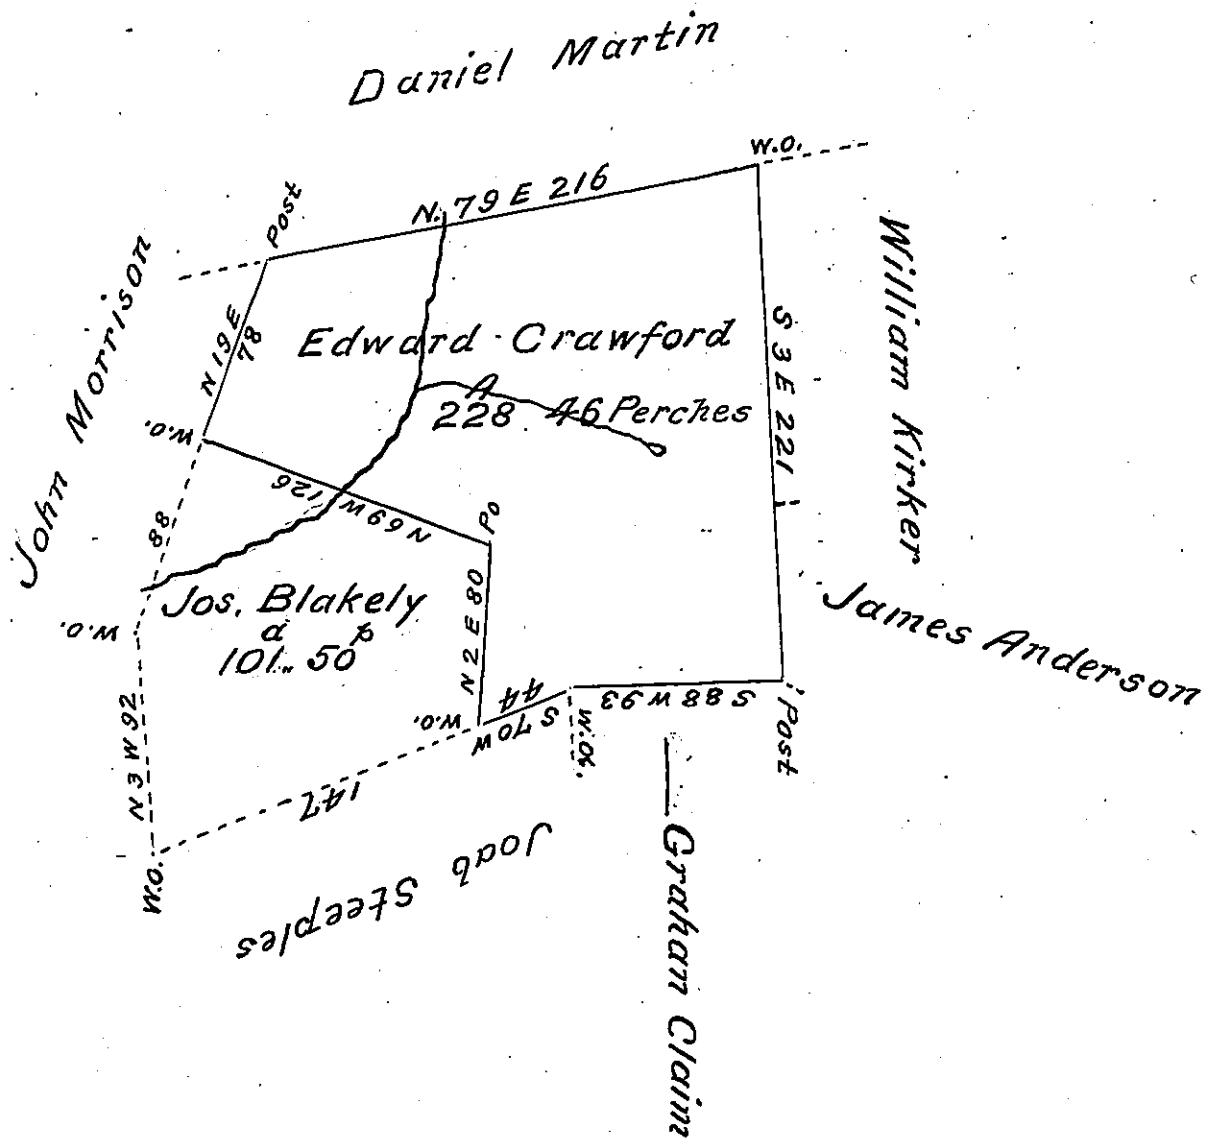 Daniel Martin
W.O.
N. 79 E 216
Post
John Morrison
N 19 E
78
Edward Crawford
A
228 46 Perches
S 3 E 221
William Kirker
W.O.
N 69 W 126
Po
88
Jos. Blakely
a p
101.. 50
W.O.
N 2 E 80
James Anderson
N 3 W 92
W.O.
S 70 W
44
W.O.
S 88 W 93
Post
147
W.O.
Joab Steeples
Graham Claim